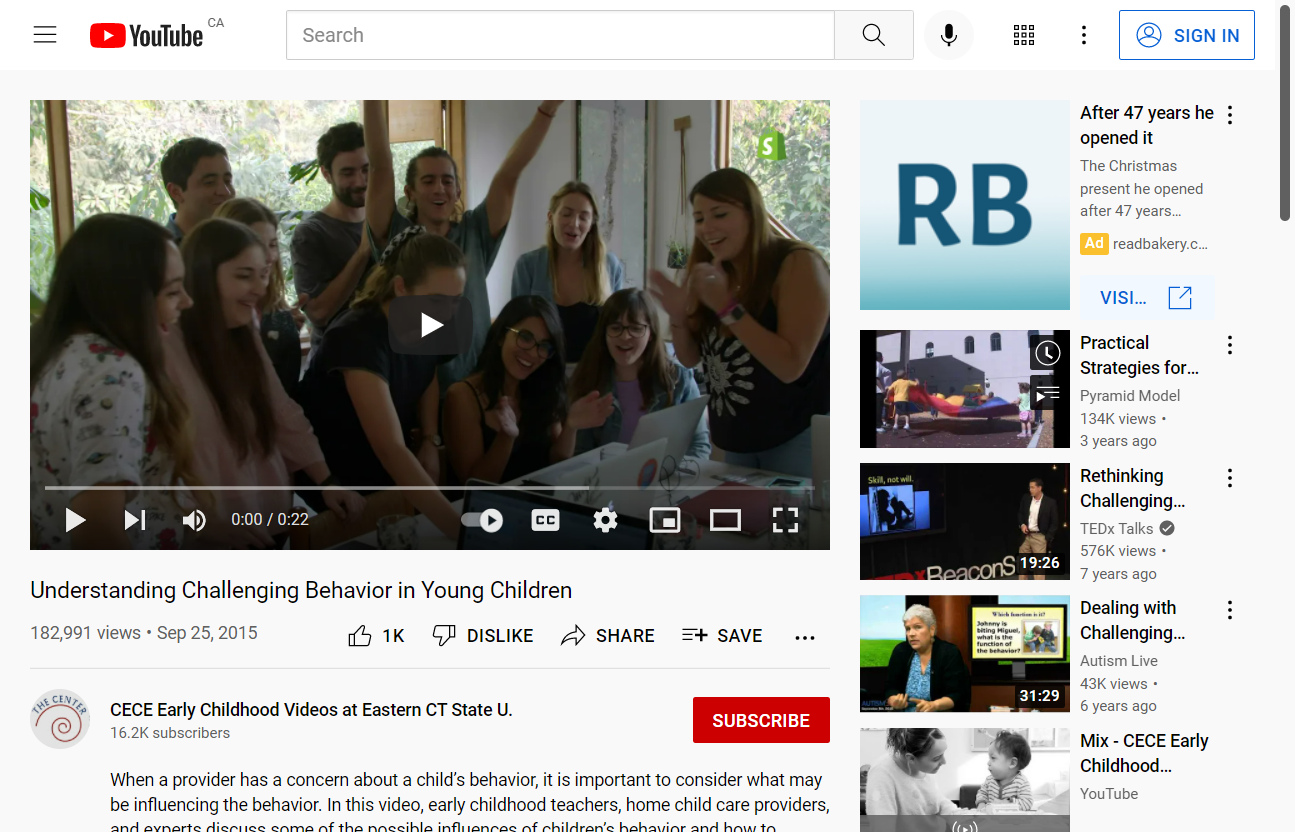 YouTube CA
Search
SIGN IN
S
0:00 / 0:22
CC
Understanding Challenging Behavior in Young Children
182,991 views • Sep 25, 2015
1K
DISLIKE
SHARE
SAVE
THE CENTER
CECE Early Childhood Videos at Eastern CT State U.
16.2K subscribers
SUBSCRIBE
When a provider has a concern about a child’s behavior, it is important to consider what may
be influencing the behavior. In this video, early childhood teachers, home child care providers,
and experts discuss some of the possible influences of children’s behavior and how to
RB
After 47 years he
opened it
The Christmas
present he opened
after 47 years…
Ad readbakery.c…
VISI…
Practical
Strategies for…
Pyramid Model
134K views •
3 years ago
Skill, not will.
TEDxBeaconS
19:26
Rethinking
Challenging…
TEDx Talks
576K views •
7 years ago
Which function is it?
Johnny is
biting Miguel,
what is the
function of
the behavior?
31:29
Dealing with
Challenging…
Autism Live
43K views •
6 years ago
Mix - CECE Early
Childhood…
YouTube